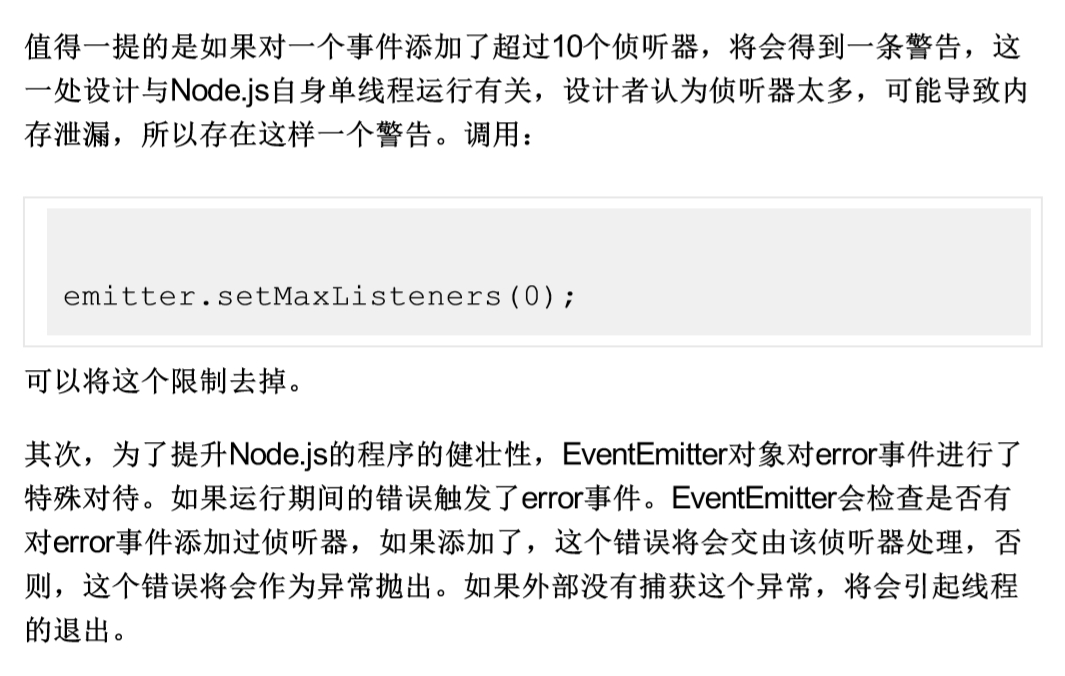 值得一提的是如果对一个事件添加了超过10个侦听器，将会得到一条警告，这
一处设计与Node.js自身单线程运行有关，设计者认为侦听器太多，可能导致内
存泄漏，所以存在这样一个警告。调用：
emitter.setMaxListeners(0);
可以将这个限制去掉。
其次，为了提升Node.js的程序的健壮性，EventEmitter对象对error事件进行了
特殊对待。如果运行期间的错误触发了error事件。EventEmitter会检查是否有
对error事件添加过侦听器，如果添加了，这个错误将会交由该侦听器处理，否
则，这个错误将会作为异常抛出。如果外部没有捕获这个异常，将会引起线程
的退出。